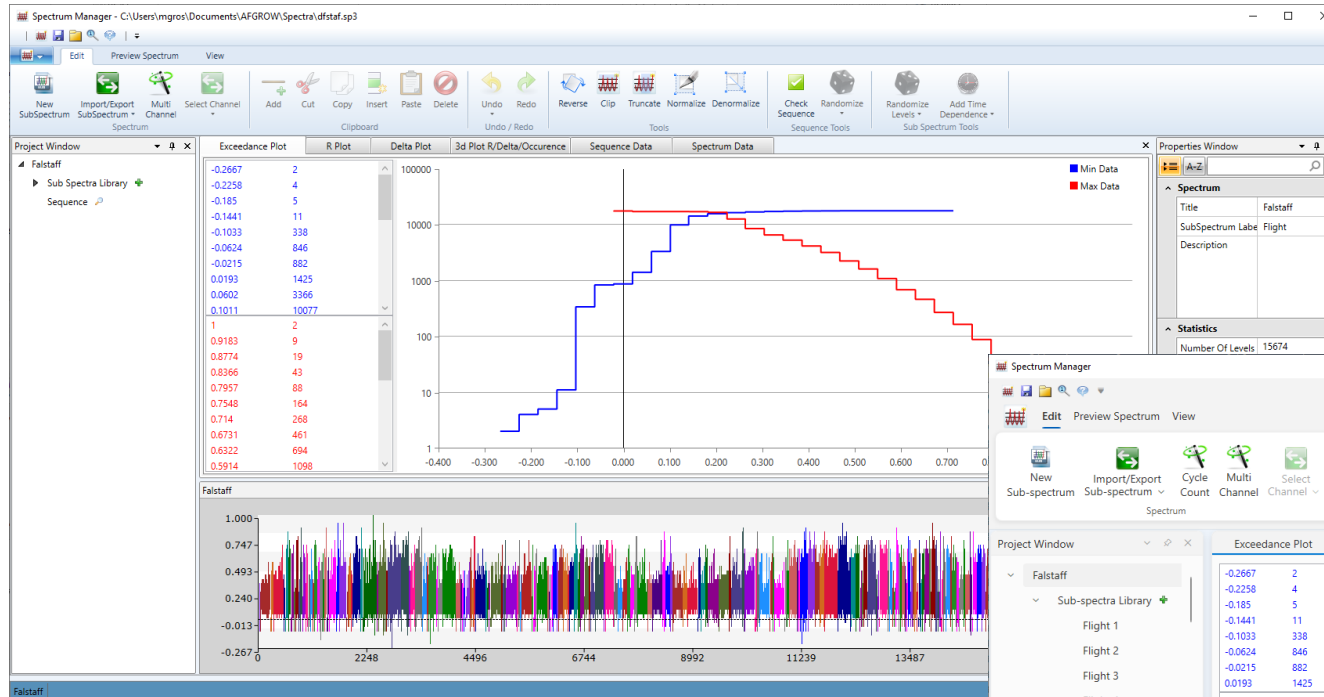 Spectrum Manager - C:\Users\mgros\Documents\AFGROW\Spectra\dfstaf.sp3
Edit Preview Spectrum View
New SubSpectrum
Import/Export SubSpectrum
Multi Channel
Select Channel
Add Cut Copy Insert Paste Delete
Undo Redo
Reverse Clip Truncate Normalize Denormalize
Check Sequence
Randomize
Randomize Levels
Add Time Dependence
Spectrum Clipboard Undo / Redo Tools Sequence Tools Sub Spectrum Tools
Project Window
Falstaff
Sub Spectra Library
Sequence
Exceedance Plot R Plot Delta Plot 3d Plot R/Delta/Occurence Sequence Data Spectrum Data
-0.2667 2
-0.2258 4
-0.185 5
-0.1441 11
-0.1033 338
-0.0624 846
-0.0215 882
0.0193 1425
0.0602 3366
0.1011 10077
1 2
0.9183 9
0.8774 19
0.8366 43
0.7957 88
0.7548 164
0.714 268
0.6731 461
0.6322 694
0.5914 1098
100000
10000
1000
100
10
1
-0.400 -0.300 -0.200 -0.100 0.000 0.100 0.200 0.300 0.400 0.500 0.600 0.700
Min Data
Max Data
Properties Window
A-Z
Spectrum
Title Falstaff
SubSpectrum Labe Flight
Description
Statistics
Number Of Levels 15674
Falstaff
1.000
0.747
0.493
0.240
-0.013
-0.267
0 2248 4496 6744 8992 11239 13487
Falstaff
Spectrum Manager
Edit Preview Spectrum View
New Sub-spectrum
Import/Export Sub-spectrum
Cycle Count
Multi Channel
Select Channel
Spectrum
Project Window
Falstaff
Sub-spectra Library
Flight 1
Flight 2
Flight 3
Exceedance Plot
-0.2667 2
-0.2258 4
-0.185 5
-0.1441 11
-0.1033 338
-0.0624 846
-0.0215 882
0.0193 1425